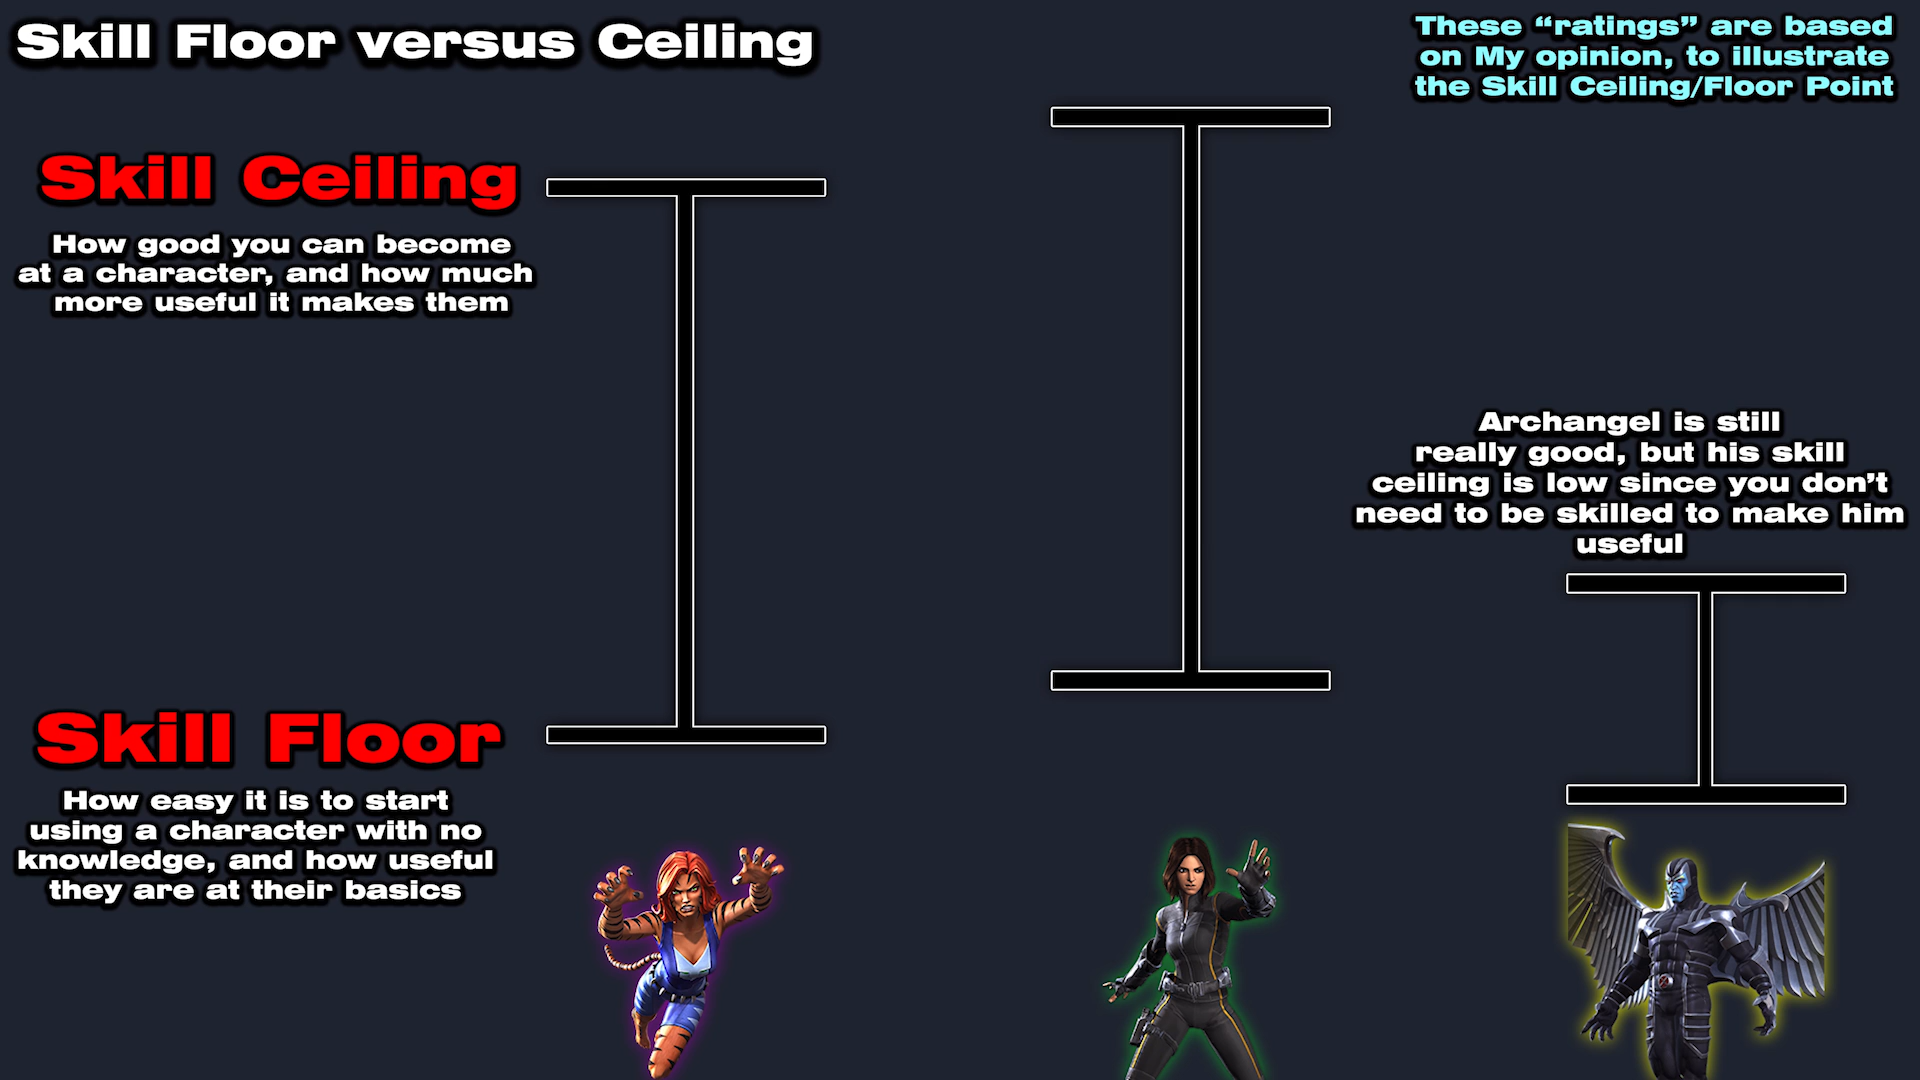 Skill Floor versus Ceiling
These “ratings” are based
on My opinion, to illustrate
the Skill Ceiling/Floor Point
Skill Ceiling
How good you can become
at a character, and how much
more useful it makes them
Archangel is still
really good, but his skill
ceiling is low since you don’t
need to be skilled to make him
useful
Skill Floor
How easy it is to start
using a character with no
knowledge, and how useful
they are at their basics